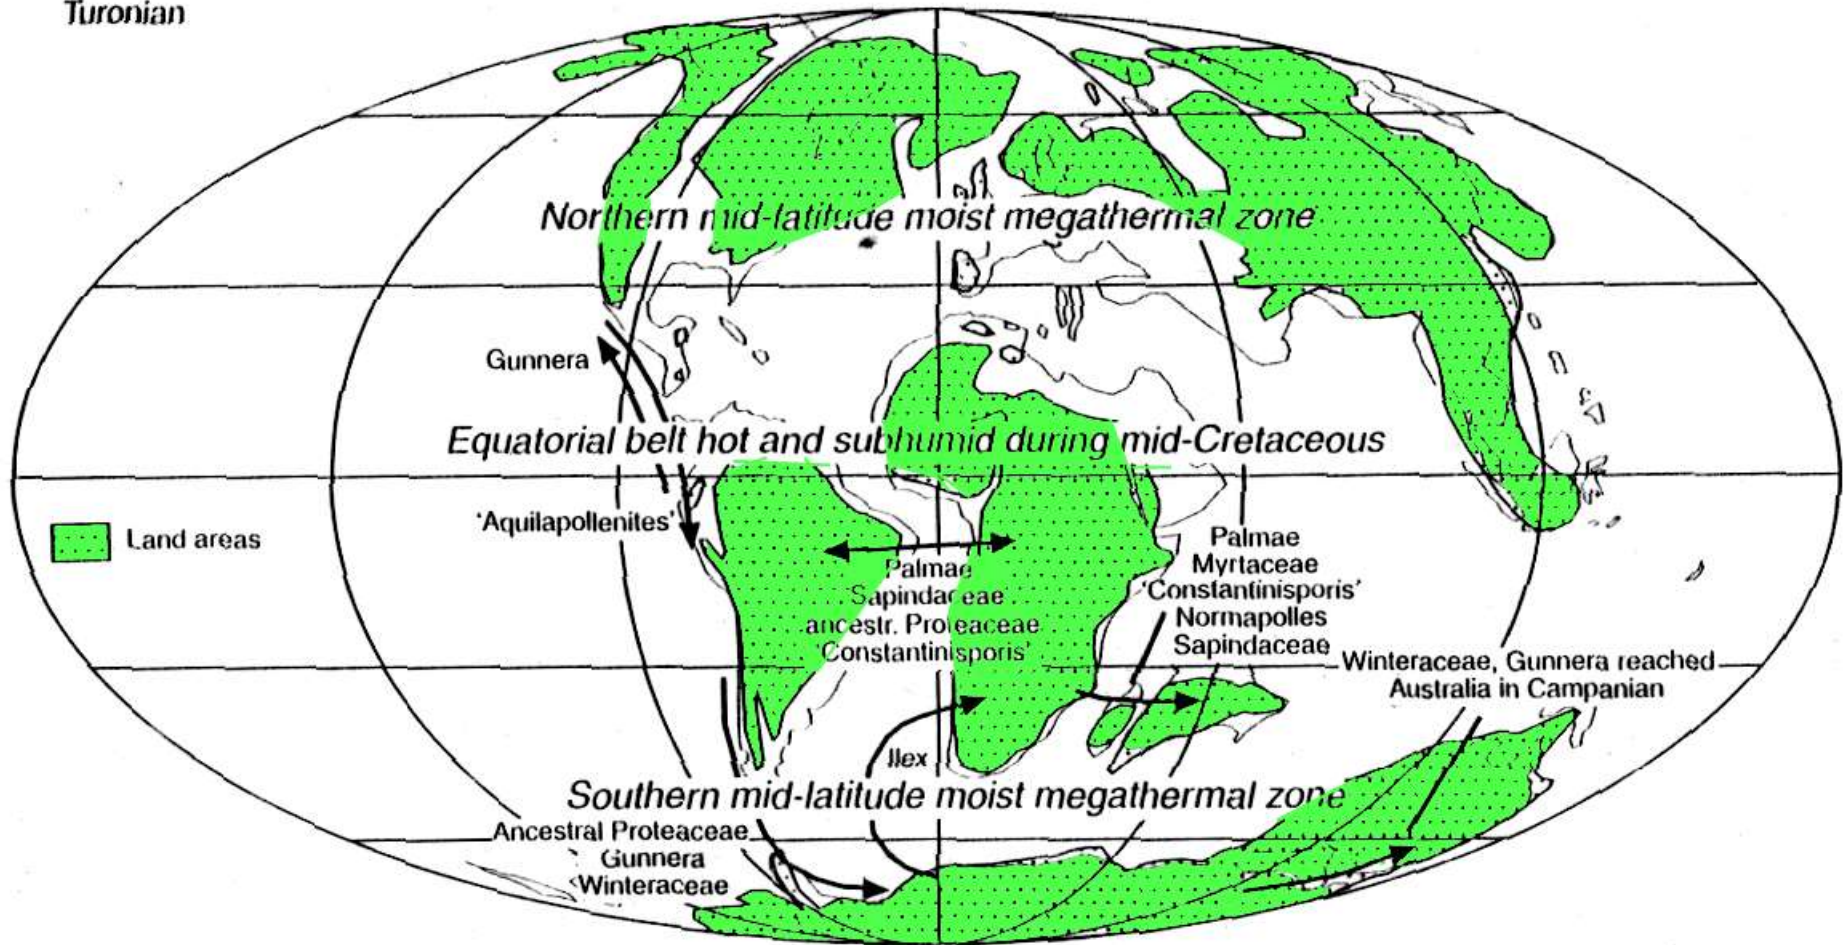 Turonian
Northern mid-latitude moist megathermal zone
Gunnera
Equatorial belt hot and subhumid during mid-Cretaceous
'Aquilapollenites'
Land areas
Palmae
Sapindaceae
ancestr. Proteaceae
'Constantinisporis'
Palmae
Myrtaceae
'Constantinisporis'
Normapolles
Sapindaceae
Winteraceae, Gunnera reached
Australia in Campanian
Ilex
Southern mid-latitude moist megathermal zone
Ancestral Proteaceae
Gunnera
Winteraceae